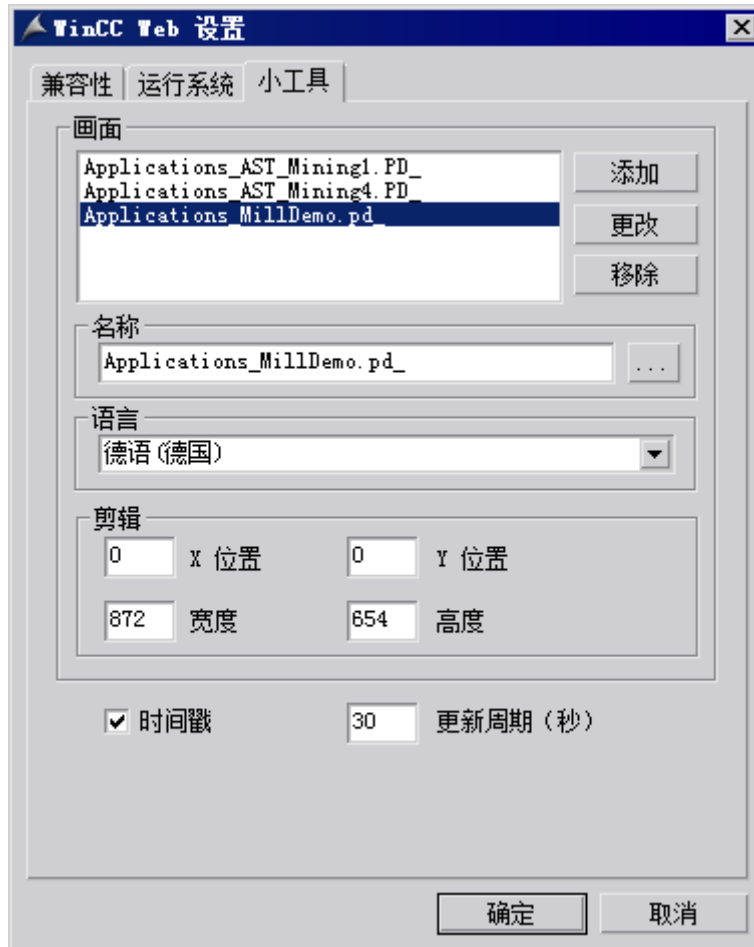 WinCC Web 设置
兼容性 运行系统 小工具
画面
Applications_AST_Mining1.PD_
Applications_AST_Mining4.PD_
Applications_MillDemo.pd_
添加
更改
移除
名称
Applications_MillDemo.pd_ ...
语言
德语(德国)
剪辑
0 X 位置 0 Y 位置
872 宽度 654 高度
时间戳 30 更新周期(秒)
确定 取消